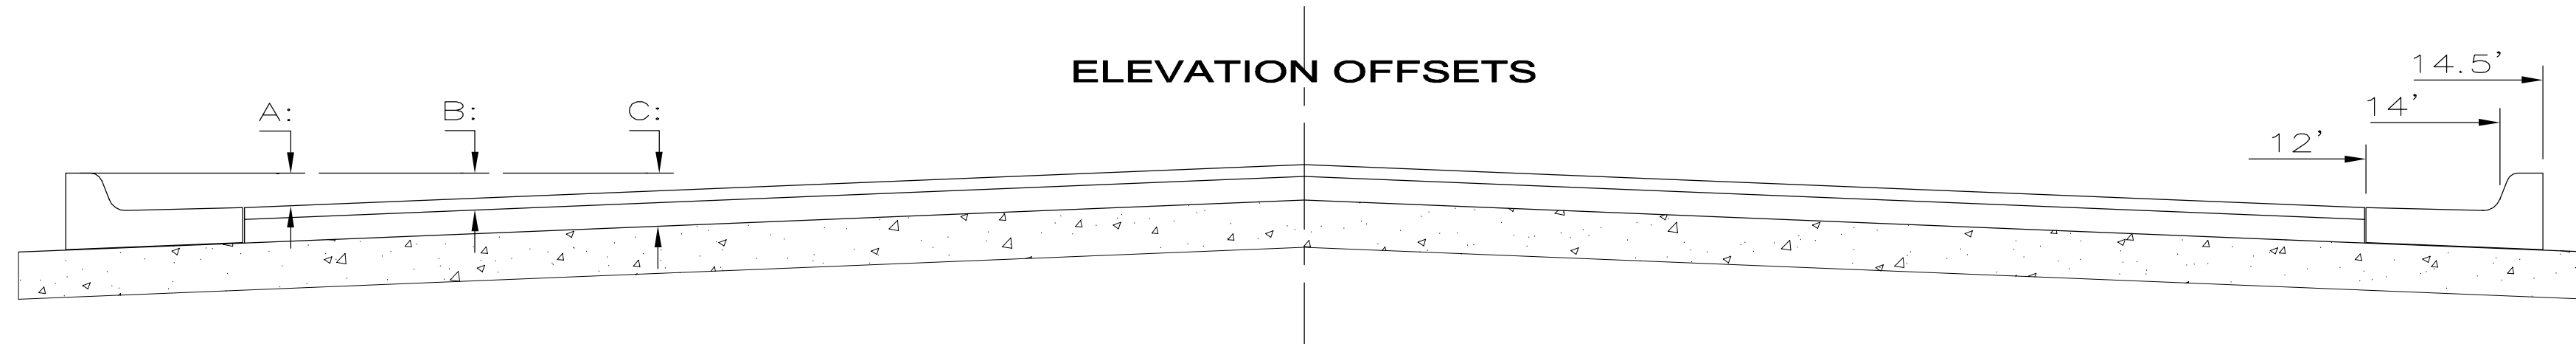 ELEVATION OFFSETS
14.5'
14'
12'
A:
B:
C: